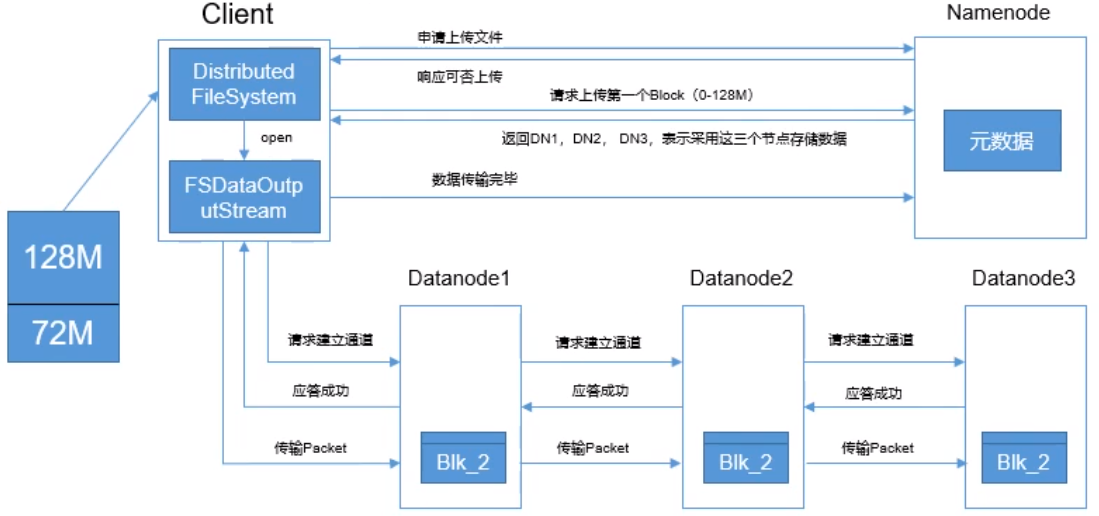 Client
Namenode
申请上传文件
Distributed
FileSystem
响应可否上传
请求上传第一个Block（0-128M）
open
返回DN1，DN2， DN3，表示采用这三个节点存储数据
元数据
数据传输完毕
FSDataOutp
utStream
128M
72M
Datanode1
Datanode2
Datanode3
请求建立通道
请求建立通道
请求建立通道
应答成功
应答成功
应答成功
传输Packet
传输Packet
传输Packet
Blk_2
Blk_2
Blk_2